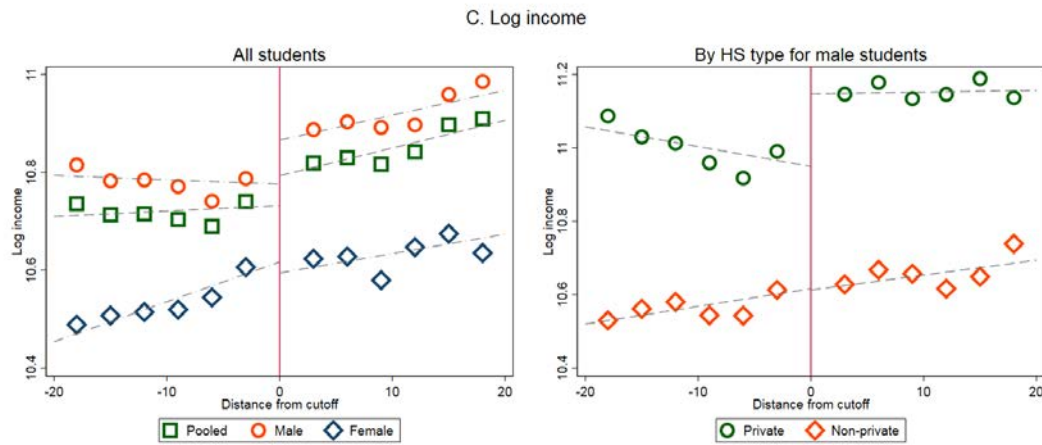 C. Log income
All students
Log income
11
10.8
10.6
10.4
-20
-10
0
10
20
Distance from cutoff
Pooled
Male
Female
By HS type for male students
Log income
11.2
11
10.8
10.6
10.4
-20
-10
0
10
20
Distance from cutoff
Private
Non-private